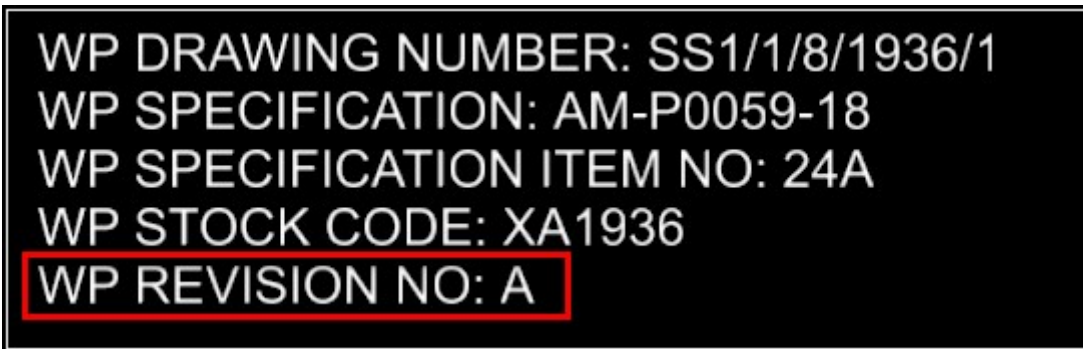 WP DRAWING NUMBER: SS1/1/8/1936/1
WP SPECIFICATION: AM-P0059-18
WP SPECIFICATION ITEM NO: 24A
WP STOCK CODE: XA1936
WP REVISION NO: A